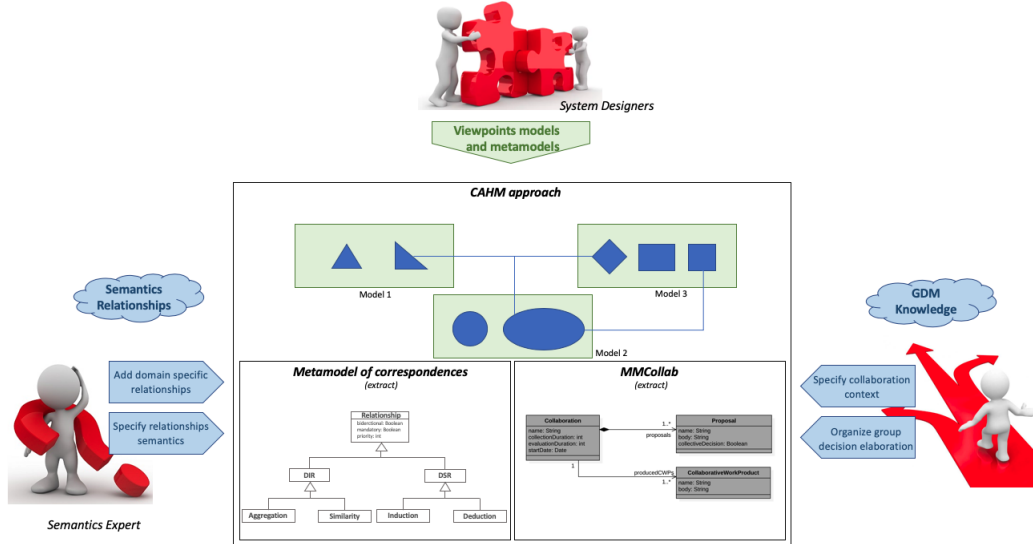 System Designers
Viewpoints models
and metamodels
CAHM approach
Model 1
Model 3
Model 2
Semantics
Relationships
GDM
Knowledge
Add domain specific
relationships
Specify relationships
semantics
Semantics Expert
Specify collaboration
context
Organize group
decision elaboration
Metamodel of correspondences
(extract)
Relationship
bidirectional: Boolean
mandatory: Boolean
priority: Int
DIR
DSR
Aggregation
Similarity
Induction
Deduction
MMCollab
(extract)
Collaboration
name: String
collectionDuration: int
evaluationDuration: Int
startDate: Date
1..*
proposals
Proposal
name: String
body: String
collectiveDecision: Boolean
1
producedCWPs
1..*
CollaborativeWorkProduct
name: String
body: String